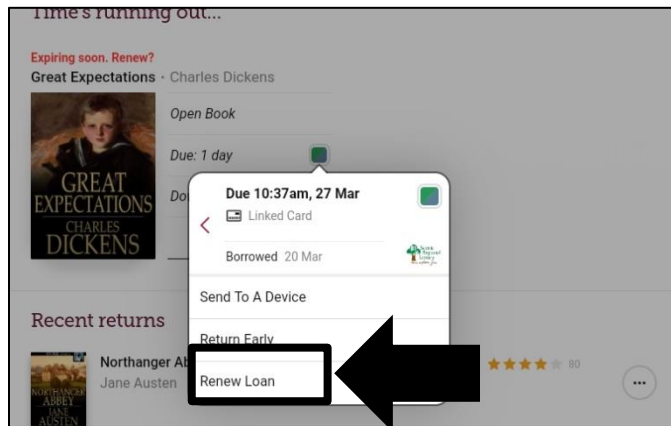 Time's running out...
Expiring soon. Renew?
Great Expectations · Charles Dickens
Open Book
Due: 1 day
GREAT
EXPECTATIONS
CHARLES
DICKENS
Due 10:37am, 27 Mar
Linked Card
Borrowed 20 Mar
Send To A Device
Return Early
Renew Loan
Recent returns
Northanger Ab
Jane Austen
80
NORTHANGER
ABBEY
JANE
AUSTEN